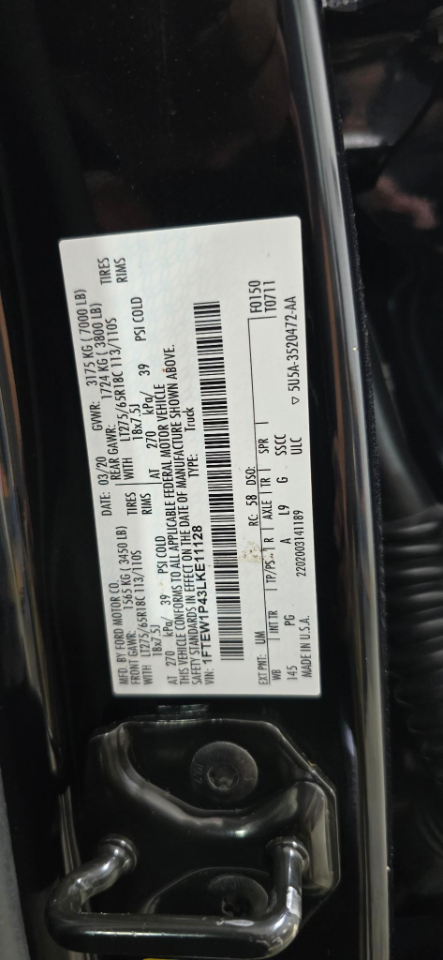 MFD. BY FORD MOTOR CO.
DATE: 03/20 GVWR: 3175 KG ( 7000 LB)
FRONT GAWR: 1565 KG ( 3450 LB) REAR GAWR: 1724 KG ( 3800 LB)
WITH LT275/65R18C 113/110S TIRES WITH LT275/65R18C 113/110S TIRES
18x7.5J RIMS 18x7.5J RIMS
AT 270 kPa/ 39 PSI COLD AT 270 kPa/ 39 PSI COLD
THIS VEHICLE CONFORMS TO ALL APPLICABLE FEDERAL MOTOR VEHICLE
SAFETY STANDARDS IN EFFECT ON THE DATE OF MANUFACTURE SHOWN ABOVE.
VIN: 1FTEW1P43LKE11128 TYPE: Truck
F0150
T0711
EXT PNT: UM RC: 58 DSO:
WB INT TR TP/PS R AXLE TR SPR
145 PG A L9 G SSCC
2202003141189 ULC
MADE IN U.S.A. ▽ 5U5A-3520472-AA